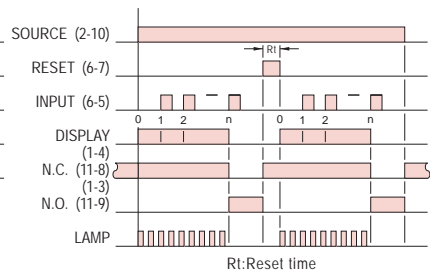 SOURCE (2-10)
Rt
RESET (6-7)
INPUT (6-5)
0 1 2 n 0 1 2 n
DISPLAY
(1-4)
N.C. (11-8)
(1-3)
N.O. (11-9)
LAMP
Rt:Reset time